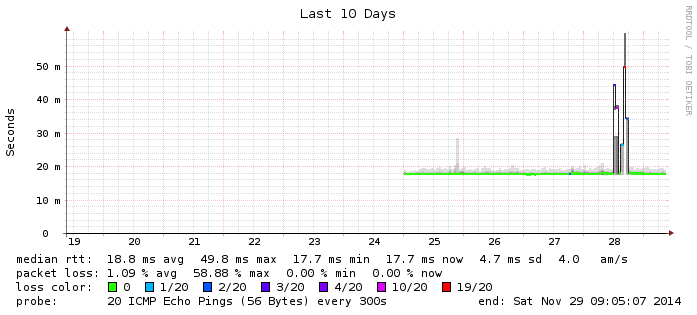 Last 10 Days
RRDTOOL / TOBI OETIKER
Seconds
50 m
40 m
30 m
20 m
10 m
0
19 20 21 22 23 24 25 26 27 28
median rtt: 18.8 ms avg 49.8 ms max 17.7 ms min 17.7 ms now 4.7 ms sd 4.0 am/s
packet loss: 1.09 % avg 58.88 % max 0.00 % min 0.00 % now
loss color: 0 1/20 2/20 3/20 4/20 10/20 19/20
probe: 20 ICMP Echo Pings (56 Bytes) every 300s end: Sat Nov 29 09:05:07 2014